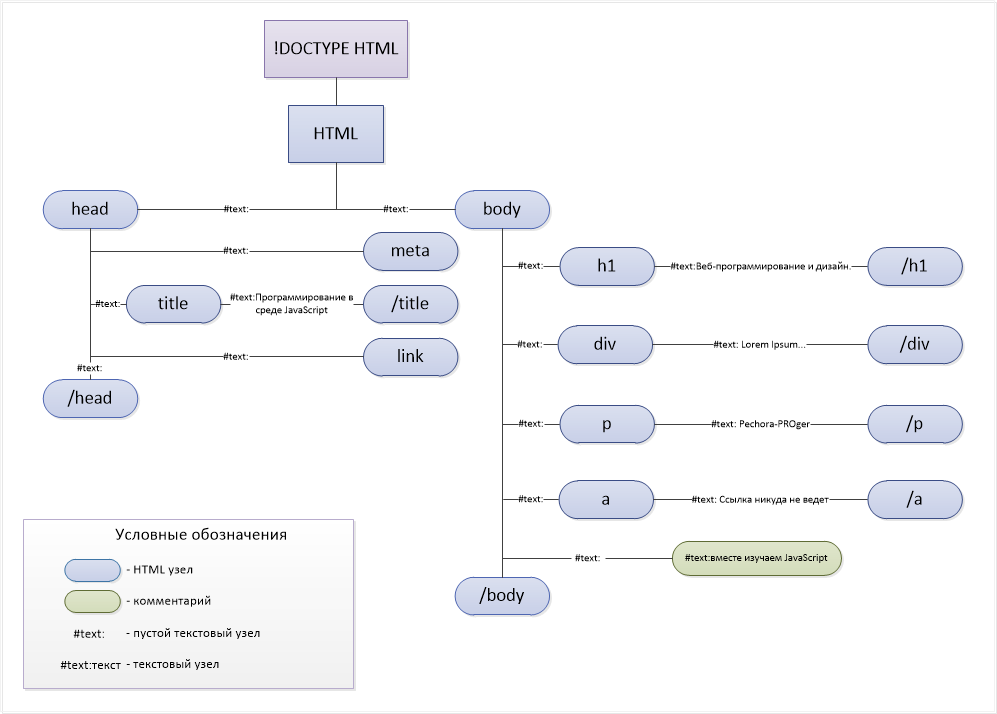 !DOCTYPE HTML
HTML
head
#text:
#text:
body
#text:
meta
#text:
title
#text:Программирование в
среде JavaScript
/title
#text:
link
#text:
/head
#text:
h1
#text:Веб-программирование и дизайн.
/h1
#text:
div
#text: Lorem Ipsum...
/div
#text:
p
#text: Pechora-PROger
/p
#text:
a
#text: Ссылка никуда не ведет
/a
#text:
#text:вместе изучаем JavaScript
/body
Условные обозначения
- HTML узел
- комментарий
#text: - пустой текстовый узел
#text:текст - текстовый узел